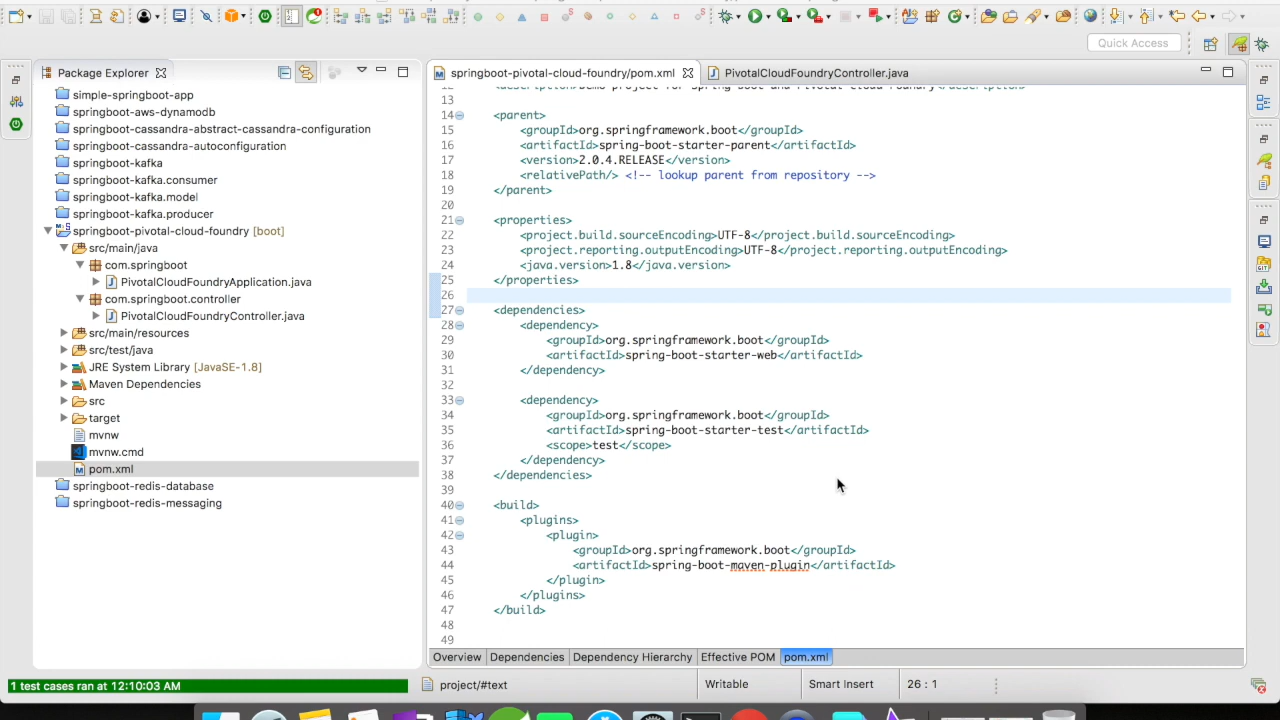 Quick Access
Package Explorer
simple-springboot-app
springboot-aws-dynamodb
springboot-cassandra-abstract-cassandra-configuration
springboot-cassandra-autoconfiguration
springboot-kafka
springboot-kafka.consumer
springboot-kafka.model
springboot-kafka.producer
springboot-pivotal-cloud-foundry [boot]
src/main/java
com.springboot
PivotalCloudFoundryApplication.java
com.springboot.controller
PivotalCloudFoundryController.java
src/main/resources
src/test/java
JRE System Library [JavaSE-1.8]
Maven Dependencies
src
target
mvnw
mvnw.cmd
pom.xml
springboot-redis-database
springboot-redis-messaging
1 test cases ran at 12:10:03 AM
springboot-pivotal-cloud-foundry/pom.xml
PivotalCloudFoundryController.java
12 <description>Demo project for Spring Boot and Pivotal Cloud Foundry</description>
13
14 <parent>
15 <groupId>org.springframework.boot</groupId>
16 <artifactId>spring-boot-starter-parent</artifactId>
17 <version>2.0.4.RELEASE</version>
18 <relativePath/> <!-- lookup parent from repository -->
19 </parent>
20
21 <properties>
22 <project.build.sourceEncoding>UTF-8</project.build.sourceEncoding>
23 <project.reporting.outputEncoding>UTF-8</project.reporting.outputEncoding>
24 <java.version>1.8</java.version>
25 </properties>
26
27 <dependencies>
28 <dependency>
29 <groupId>org.springframework.boot</groupId>
30 <artifactId>spring-boot-starter-web</artifactId>
31 </dependency>
32
33 <dependency>
34 <groupId>org.springframework.boot</groupId>
35 <artifactId>spring-boot-starter-test</artifactId>
36 <scope>test</scope>
37 </dependency>
38 </dependencies>
39
40 <build>
41 <plugins>
42 <plugin>
43 <groupId>org.springframework.boot</groupId>
44 <artifactId>spring-boot-maven-plugin</artifactId>
45 </plugin>
46 </plugins>
47 </build>
48
49
Overview Dependencies Dependency Hierarchy Effective POM pom.xml
project/#text Writable Smart Insert 26 : 1